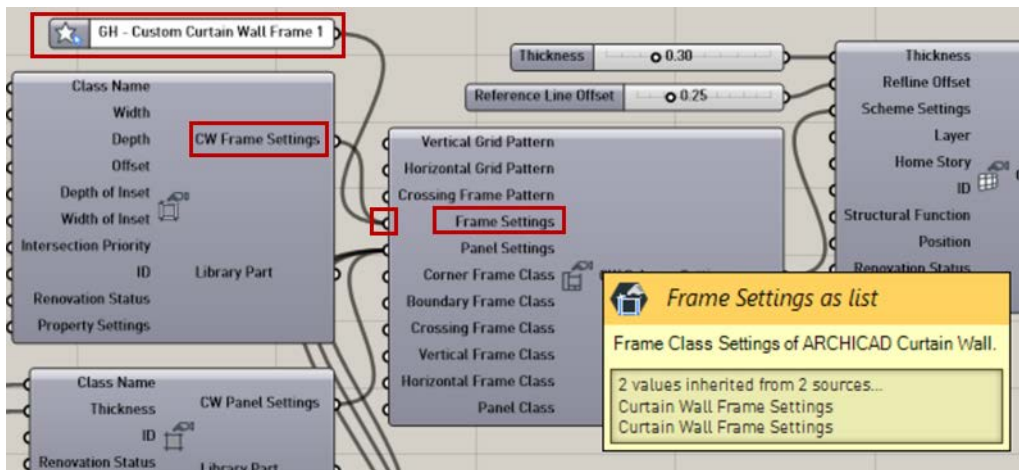 GH - Custom Curtain Wall Frame 1
Class Name
Width
Depth
Offset
Depth of Inset
Width of Inset
Intersection Priority
ID
Renovation Status
Property Settings
CW Frame Settings
Library Part
Class Name
Thickness
ID
Renovation Status
CW Panel Settings
Library Part
Thickness 0.30
Reference Line Offset 0.25
Vertical Grid Pattern
Horizontal Grid Pattern
Crossing Frame Pattern
Frame Settings
Panel Settings
Corner Frame Class
Boundary Frame Class
Crossing Frame Class
Vertical Frame Class
Horizontal Frame Class
Panel Class
Thickness
Refline Offset
Scheme Settings
Layer
Home Story
ID
Structural Function
Position
Renovation Status
Frame Settings as list
Frame Class Settings of ARCHICAD Curtain Wall.
2 values inherited from 2 sources...
Curtain Wall Frame Settings
Curtain Wall Frame Settings